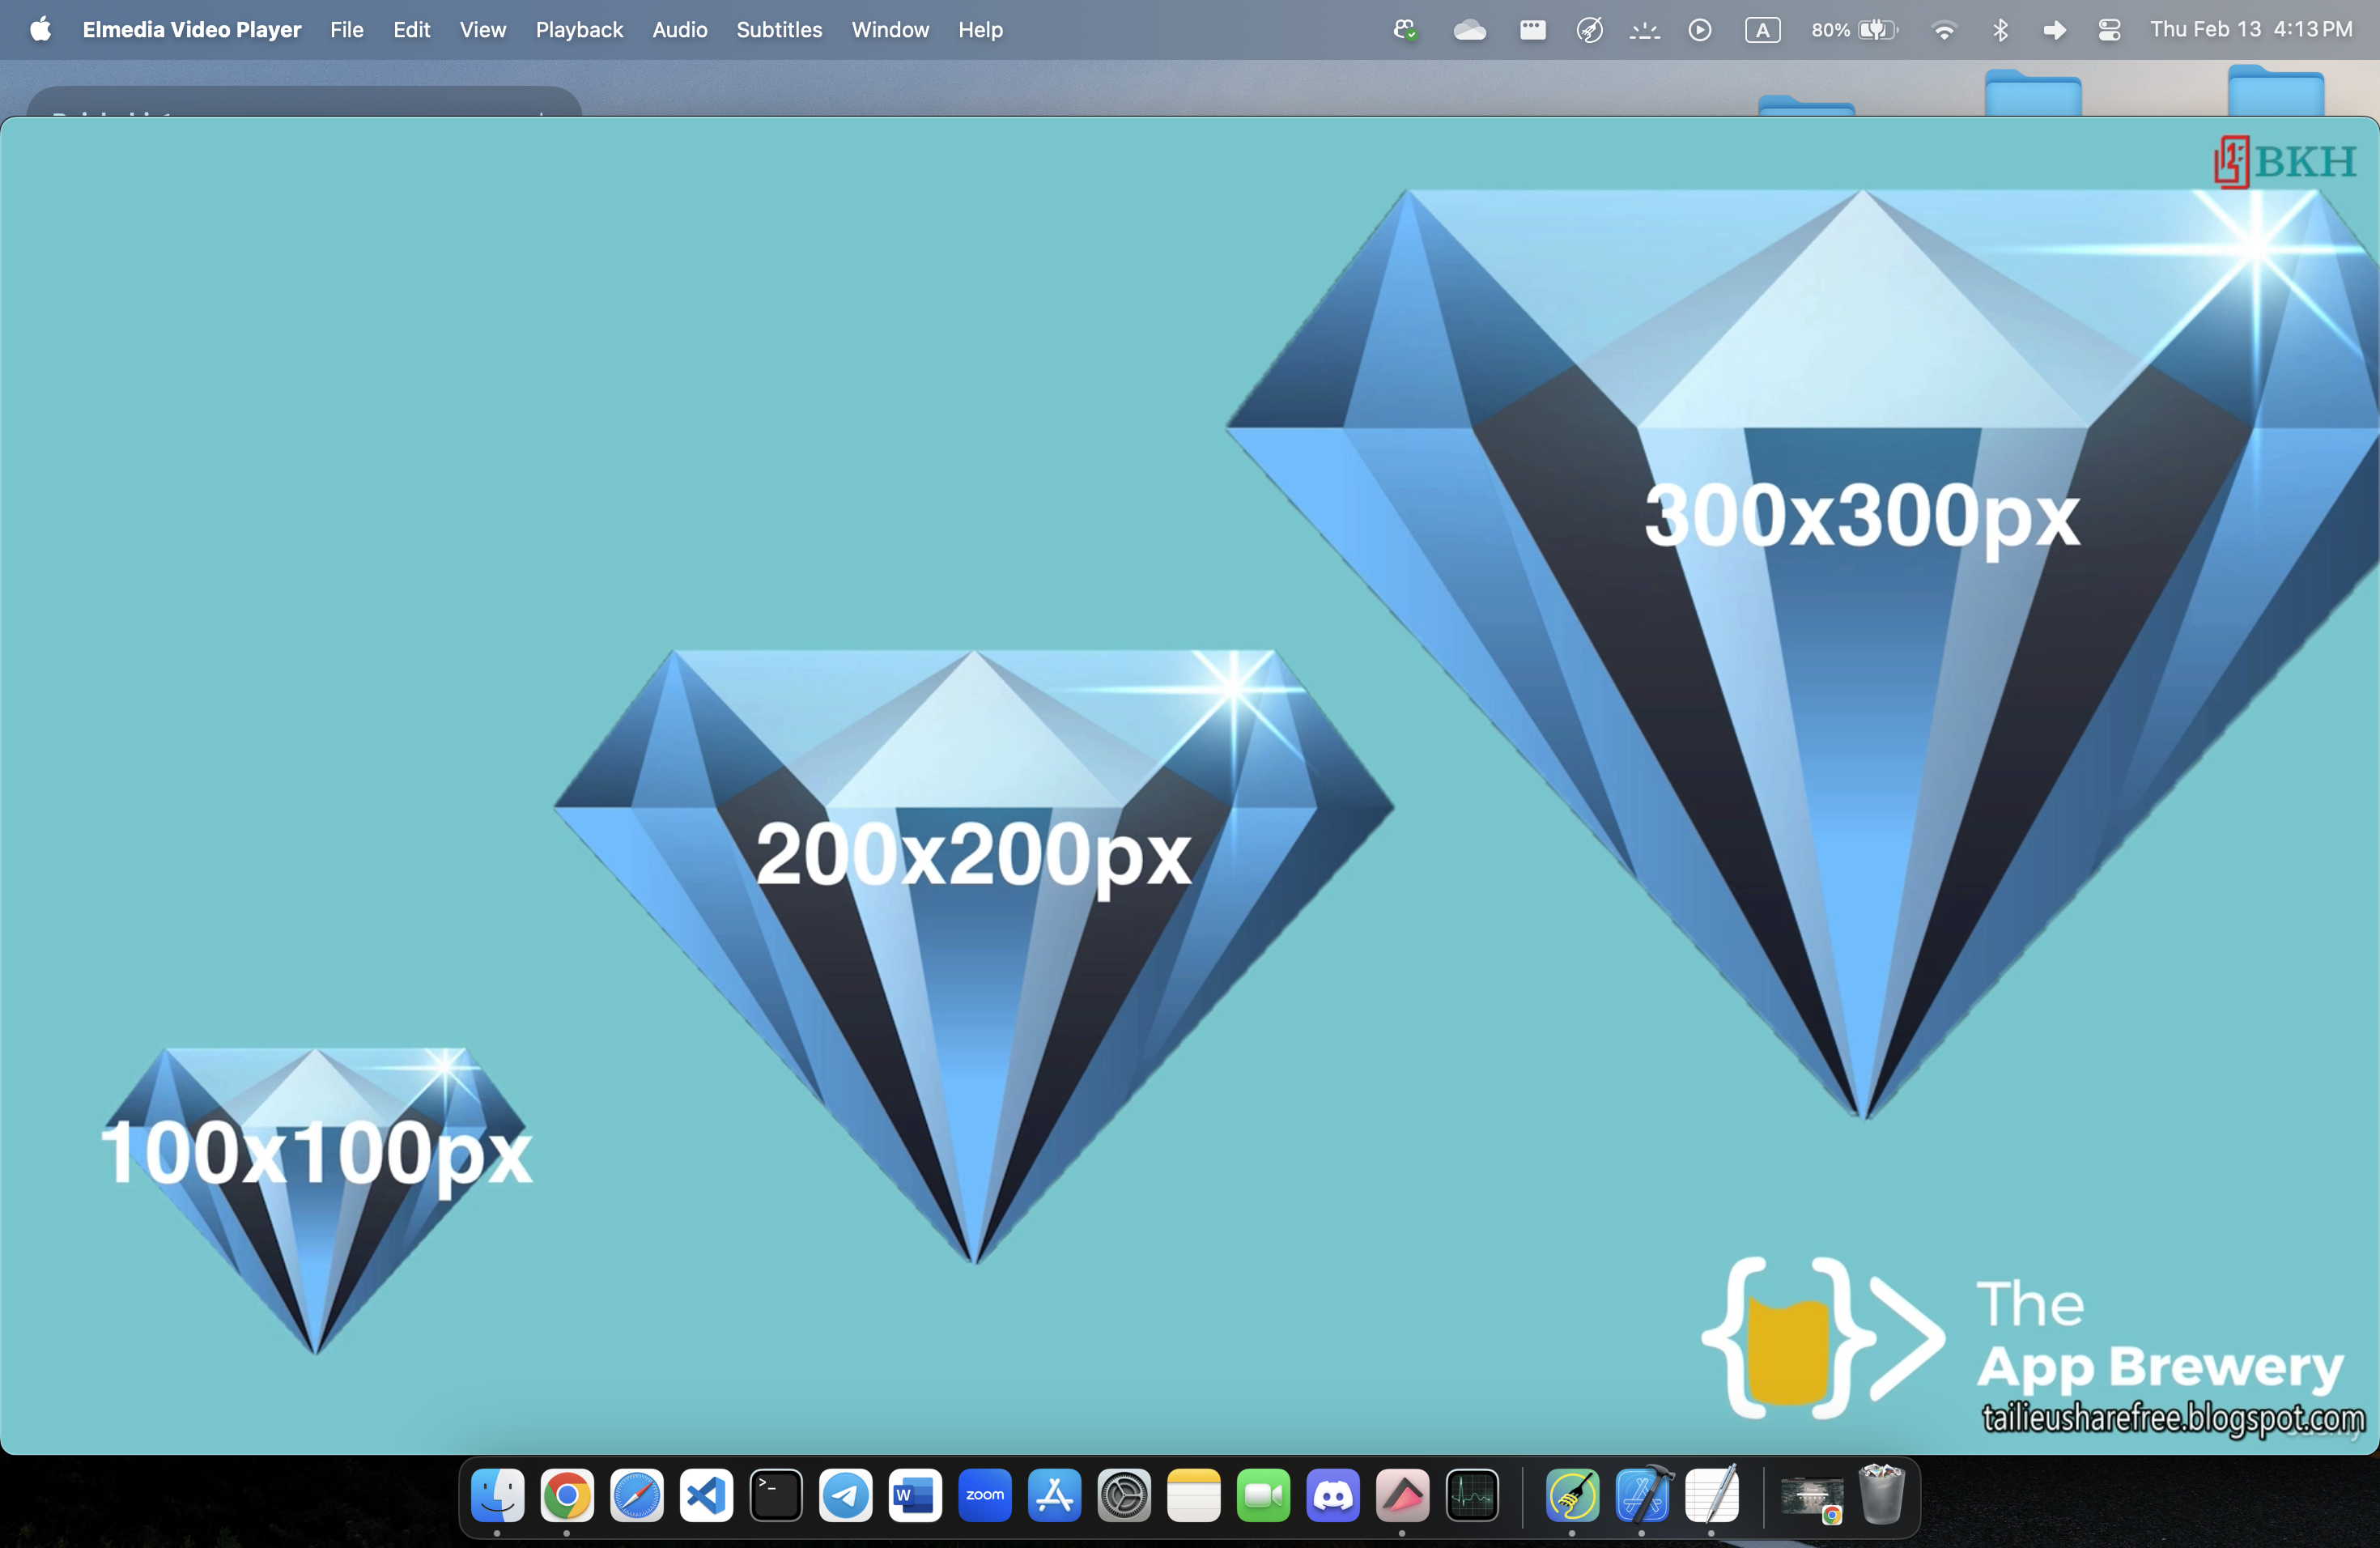 Elmedia Video Player File Edit View Playback Audio Subtitles Window Help
A 80% Thu Feb 13 4:13 PM
BKH
300x300px
200x200px
100x100px
The
App Brewery
tailieusharefree.blogspot.com
W
zoom